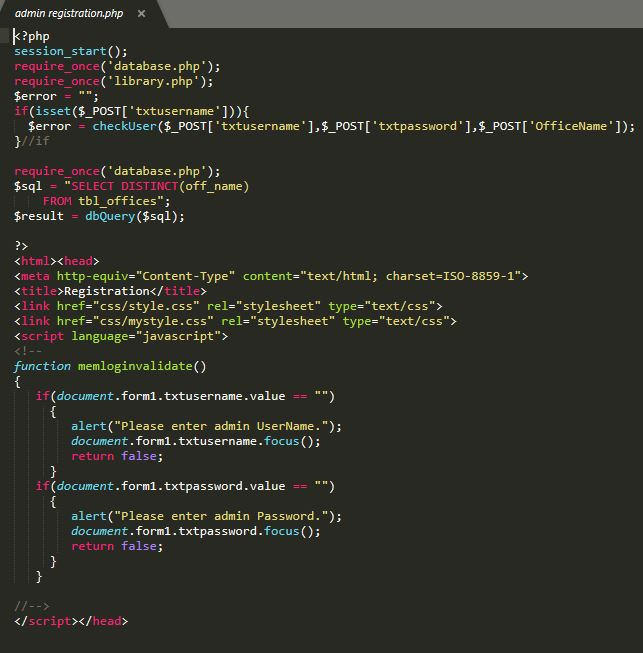 admin registration.php ×
<?php
session_start();
require_once('database.php');
require_once('library.php');
$error = "";
if(isset($_POST['txtusername'])){
  $error = checkUser($_POST['txtusername'],$_POST['txtpassword'],$_POST['OfficeName']);
}//if

require_once('database.php');
$sql = "SELECT DISTINCT(off_name)
    FROM tbl_offices";
$result = dbQuery($sql);

?>
<html><head>
<meta http-equiv="Content-Type" content="text/html; charset=ISO-8859-1">
<title>Registration</title>
<link href="css/style.css" rel="stylesheet" type="text/css">
<link href="css/mystyle.css" rel="stylesheet" type="text/css">
<script language="javascript">
<!--
function memloginvalidate()
{
   if(document.form1.txtusername.value == "")
     {
        alert("Please enter admin UserName.");
        document.form1.txtusername.focus();
        return false;
     }
   if(document.form1.txtpassword.value == "")
     {
        alert("Please enter admin Password.");
        document.form1.txtpassword.focus();
        return false;
     }
   }

//-->
</script></head>